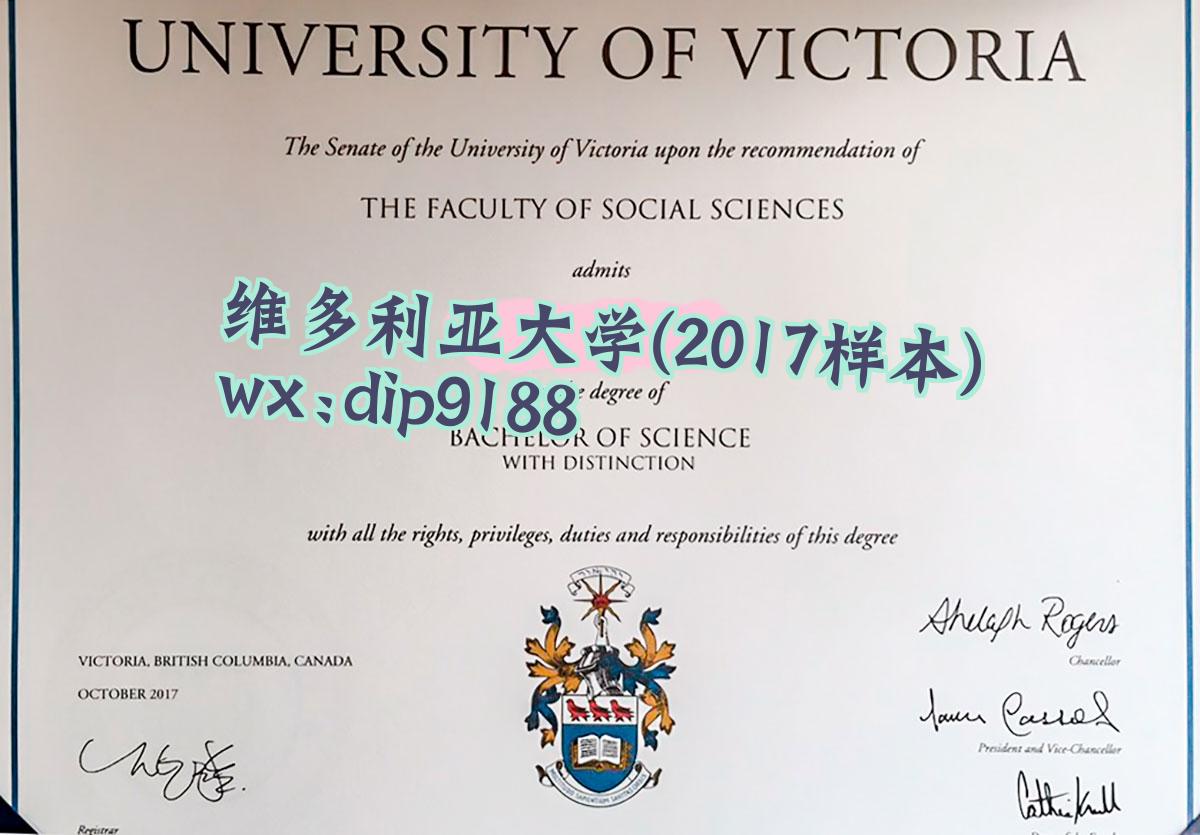 UNIVERSITY OF VICTORIA
The Senate of the University of Victoria upon the recommendation of
THE FACULTY OF SOCIAL SCIENCES
admits
维多利亚大学(2017样本)
wx:dip9188
degree of
BACHELOR OF SCIENCE
WITH DISTINCTION
with all the rights, privileges, duties and responsibilities of this degree
VICTORIA, BRITISH COLUMBIA, CANADA
OCTOBER 2017
Shelagh Rogers
Chancellor
President and Vice-Chancellor
Registrar